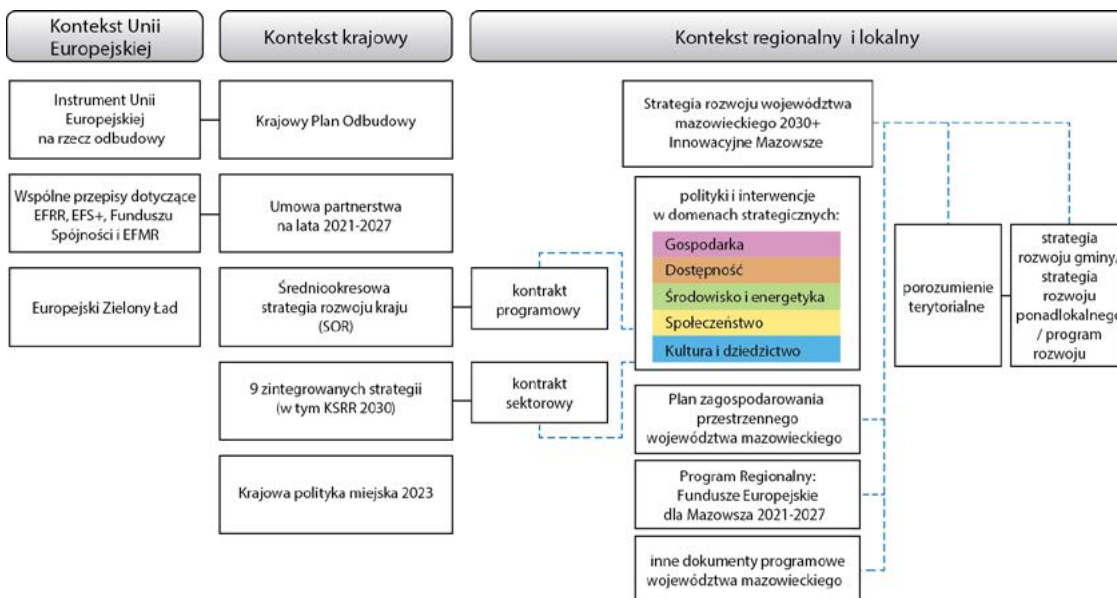 Kontekst Unii
Europejskiej
Kontekst krajowy
Kontekst regionalny i lokalny
Instrument Unii
Europejskiej
na rzecz odbudowy
Krajowy Plan Odbudowy
Strategia rozwoju województwa
mazowieckiego 2030+
Innowacyjne Mazowsze
Wspólne przepisy dotyczące
EFRR, EFS+, Funduszu
Spójności i EFMR
Umowa partnerstwa
na lata 2021-2027
polityki i interwencje
w domenach strategicznych:
Gospodarka
Dostępność
Środowisko i energetyka
Społeczeństwo
Kultura i dziedzictwo
porozumienie
terytorialne
strategia
rozwoju gminy/
strategia
rozwoju
ponadlokalnego
/ program
rozwoju
Europejski Zielony Ład
Średniookresowa
strategia rozwoju kraju
(SOR)
kontrakt
programowy
9 zintegrowanych strategii
(w tym KSRR 2030)
kontrakt
sektorowy
Plan zagospodarowania
przestrzennego
województwa mazowieckiego
Krajowa polityka miejska 2023
Program Regionalny:
Fundusze Europejskie
dla Mazowsza 2021-2027
inne dokumenty programowe
województwa mazowieckiego